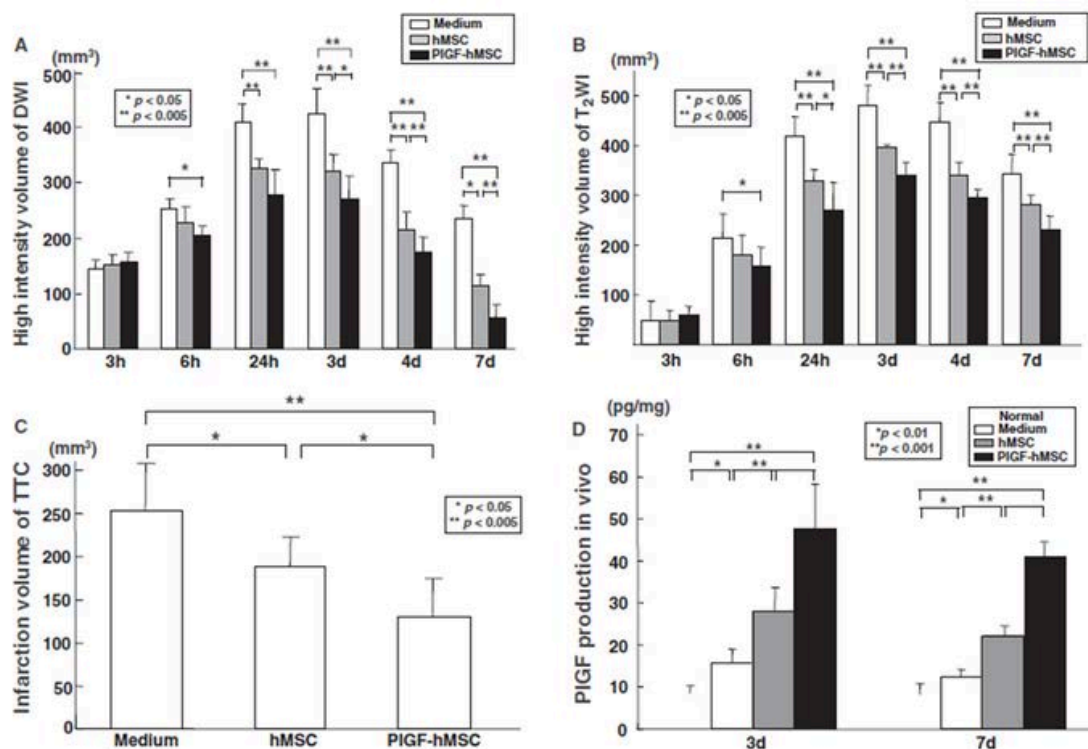 A
(mm³)
Medium
hMSC
PlGF-hMSC
* p < 0.05
** p < 0.005
High intensity volume of DWI
500
400
300
200
100
0
*
**
**
**
**
*
**
**
**
**
*
**
3h
6h
24h
3d
4d
7d
B
(mm³)
Medium
hMSC
PlGF-hMSC
* p < 0.05
** p < 0.005
High intensity volume of T₂WI
500
400
300
200
100
*
**
**
*
**
**
**
**
**
**
**
**
**
3h
6h
24h
3d
4d
7d
C
(mm³)
Infarction volume of TTC
300
250
200
150
100
50
0
**
*
*
* p < 0.05
** p < 0.005
Medium
hMSC
PlGF-hMSC
D
(pg/mg)
PlGF production in vivo
70
60
50
40
30
20
10
Normal
Medium
hMSC
PlGF-hMSC
*p < 0.01
**p < 0.001
**
*
**
**
*
**
3d
7d